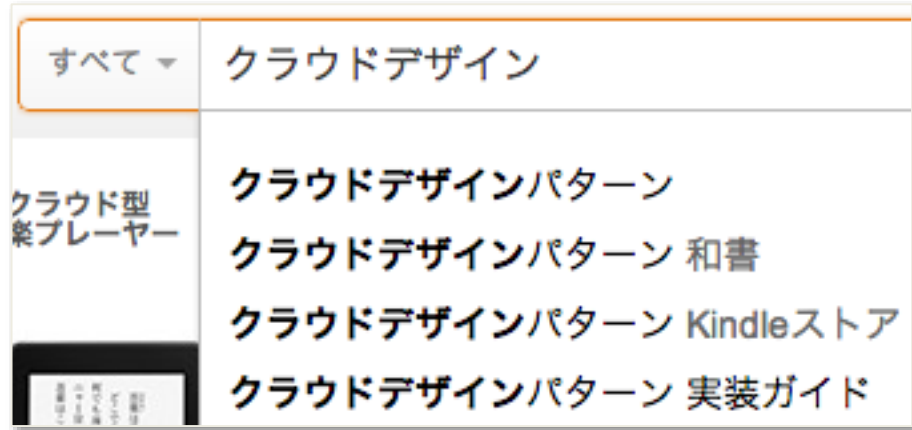 すべて
クラウドデザイン
クラウドデザインパターン
クラウドデザインパターン 和書
クラウドデザインパターン Kindleストア
クラウドデザインパターン 実装ガイド
クラウド型
楽プレーヤー